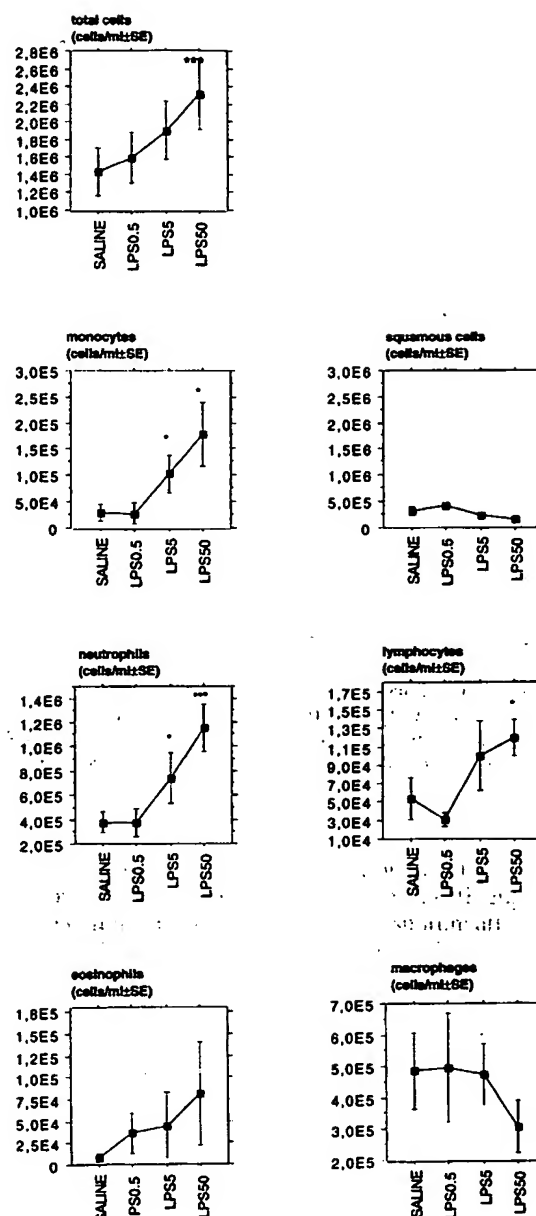 total cells
(cells/ml±SE)
2,8E6
2,6E6
2,4E6
2,2E6
2,0E6
1,8E6
1,6E6
1,4E6
1,2E6
1,0E6
***
SALINE
LPS0.5
LPS5
LPS50
monocytes
(cells/ml±SE)
3,0E5
2,5E5
2,0E5
1,5E5
1,0E5
5,0E4
0
*
*
SALINE
LPS0.5
LPS5
LPS50
squamous cells
(cells/ml±SE)
3,0E6
2,5E6
2,0E6
1,5E6
1,0E6
5,0E5
0
SALINE
LPS0.5
LPS5
LPS50
neutrophils
(cells/ml±SE)
1,4E6
1,2E6
1,0E6
8,0E5
6,0E5
4,0E5
2,0E5
*
***
SALINE
LPS0.5
LPS5
LPS50
lymphocytes
(cells/ml±SE)
1,7E5
1,5E5
1,3E5
1,1E5
9,0E4
7,0E4
5,0E4
3,0E4
1,0E4
*
SALINE
LPS0.5
LPS5
LPS50
eosinophils
(cells/ml±SE)
1,8E5
1,5E5
1,3E5
1,0E5
7,5E4
5,0E4
2,5E4
0
SALINE
LPS0.5
LPS5
LPS50
macrophages
(cells/ml±SE)
7,0E5
6,0E5
5,0E5
4,0E5
3,0E5
2,0E5
SALINE
LPS0.5
LPS5
LPS50